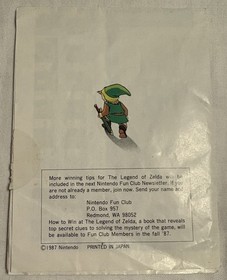 More winning tips for The Legend of Zelda will be
included in the next Nintendo Fun Club Newsletter. If you
are not already a member, join now. Send your name and
address to:
Nintendo Fun Club
P.O. Box 957
Redmond, WA 98052
How to Win at The Legend of Zelda, a book that reveals
top secret clues to solving the mystery of the game, will
be available to Fun Club Members in the fall '87.
©1987 Nintendo PRINTED IN JAPAN